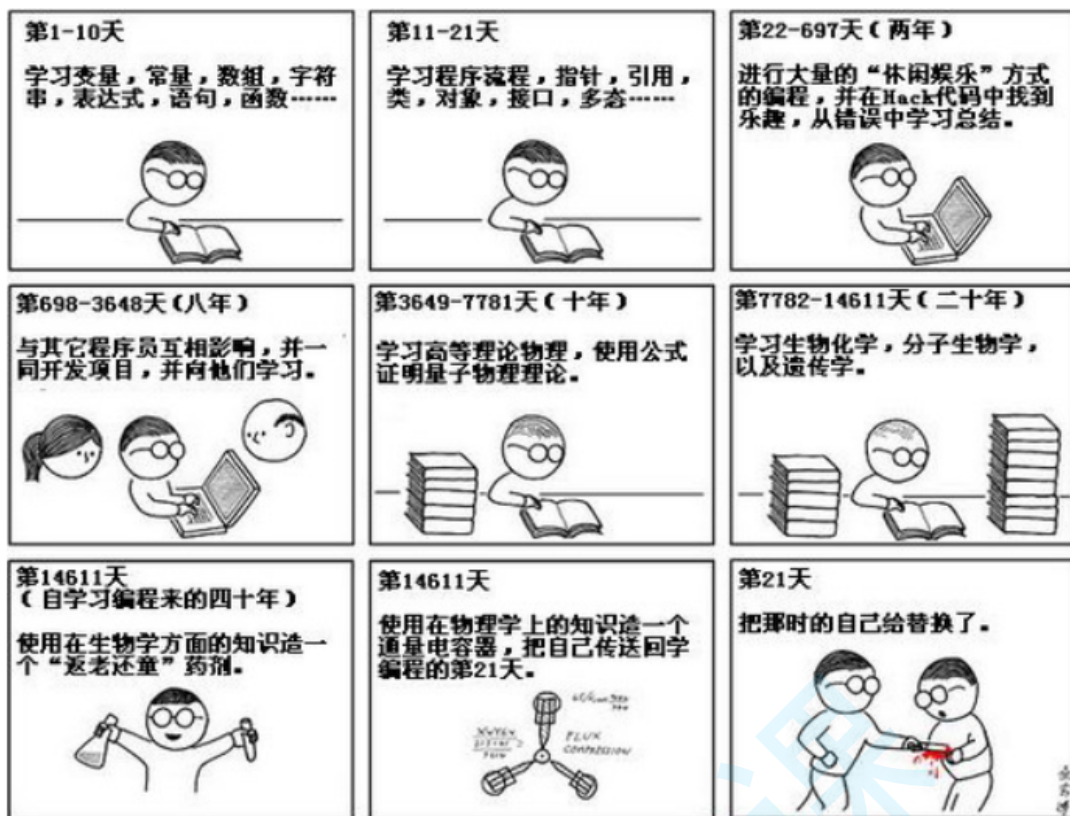 第1-10天
学习变量，常量，数组，字符
串，表达式，语句，函数……
第11-21天
学习程序流程，指针，引用，
类，对象，接口，多态……
第22-697天（两年）
进行大量的“休闲娱乐”方式
的编程，并在Hack代码中找到
乐趣，从错误中学习总结。
第698-3648天（八年）
与其它程序员互相影响，并一
同开发项目，并向他们学习。
第3649-7781天（十年）
学习高等理论物理，使用公式
证明量子物理理论。
第7782-14611天（二十年）
学习生物化学，分子生物学，
以及遗传学。
第14611天
（自学习编程来的四十年）
使用在生物学方面的知识造一
个“返老还童”药剂。
第14611天
使用在物理学上的知识造一个
通量电容器，把自己传送回学
编程的第21天。
FLUX
第21天
把那时的自己给替换了。